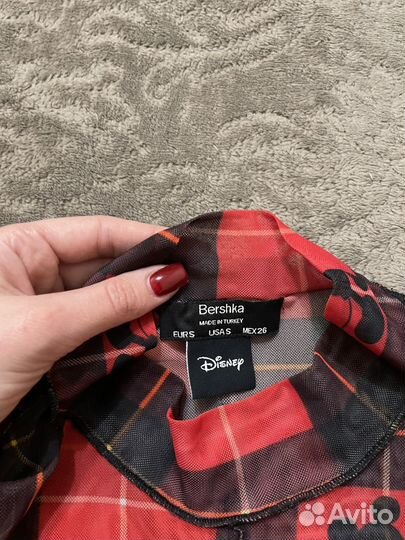 Bershka
MADE IN TURKEY
EUR S USA S MEX 26
Disney
Avito